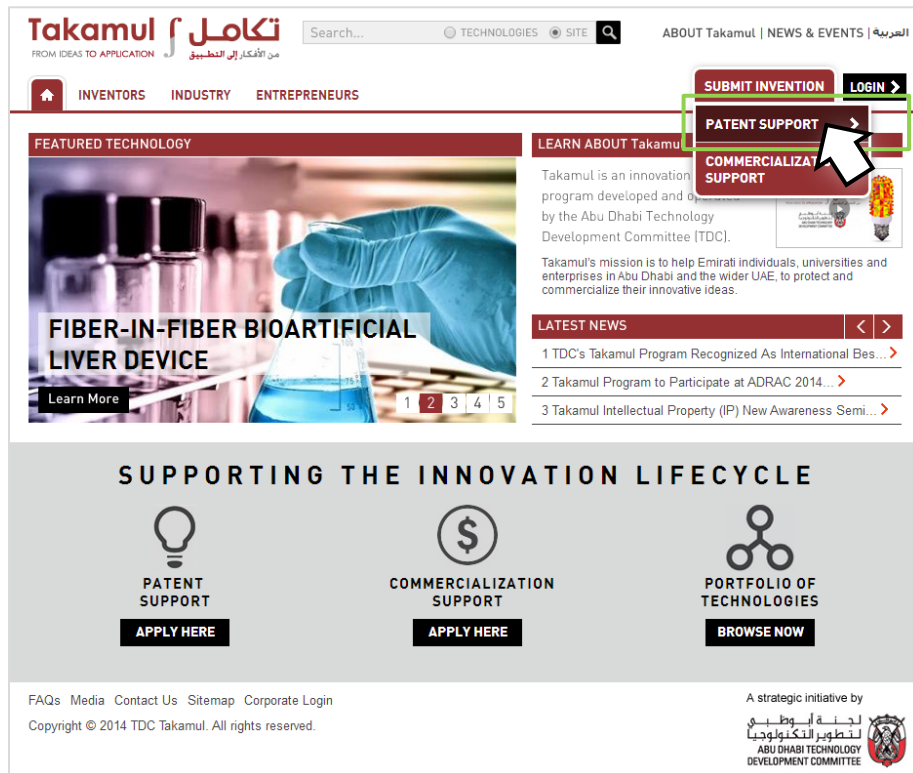 Takamul تكامل
FROM IDEAS TO APPLICATION من الأفكار إلى التطبيق
Search... TECHNOLOGIES SITE
ABOUT Takamul | NEWS & EVENTS | العربية
INVENTORS INDUSTRY ENTREPRENEURS
SUBMIT INVENTION LOGIN
PATENT SUPPORT
COMMERCIALIZAT
SUPPORT
FEATURED TECHNOLOGY
FIBER-IN-FIBER BIOARTIFICIAL
LIVER DEVICE
Learn More
1 2 3 4 5
LEARN ABOUT Takamu
Takamul is an innovation
program developed and operated
by the Abu Dhabi Technology
Development Committee (TDC).
Takamul's mission is to help Emirati individuals, universities and
enterprises in Abu Dhabi and the wider UAE, to protect and
commercialize their innovative ideas.
LATEST NEWS
1 TDC's Takamul Program Recognized As International Bes...
2 Takamul Program to Participate at ADRAC 2014...
3 Takamul Intellectual Property (IP) New Awareness Semi...
SUPPORTING THE INNOVATION LIFECYCLE
PATENT
SUPPORT
APPLY HERE
COMMERCIALIZATION
SUPPORT
APPLY HERE
PORTFOLIO OF
TECHNOLOGIES
BROWSE NOW
FAQs Media Contact Us Sitemap Corporate Login
Copyright © 2014 TDC Takamul. All rights reserved.
A strategic initiative by
لجنة أبوظبي
لتطوير التكنولوجيا
ABU DHABI TECHNOLOGY
DEVELOPMENT COMMITTEE